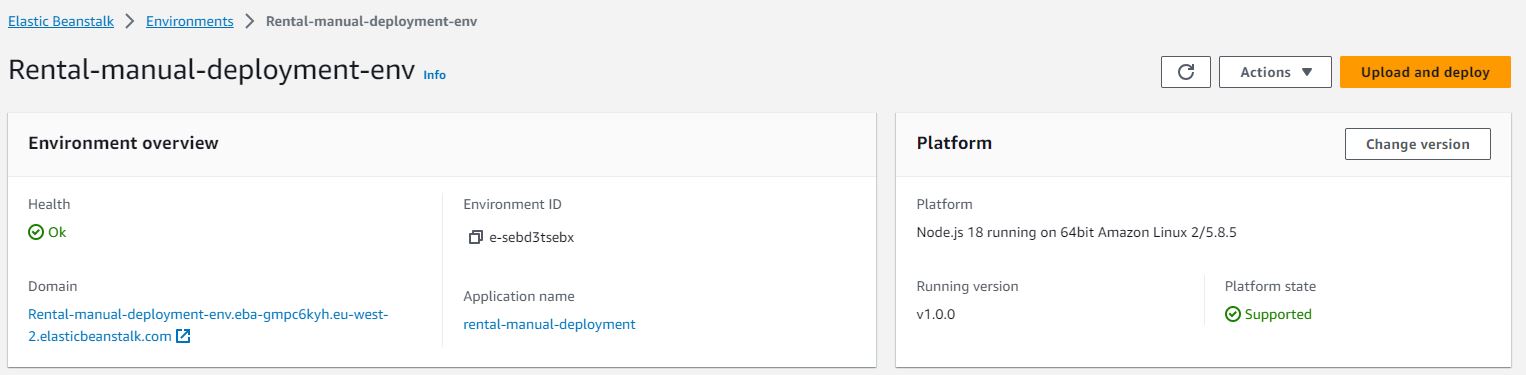 Elastic Beanstalk > Environments > Rental-manual-deployment-env
Rental-manual-deployment-env Info
Actions
Upload and deploy
Environment overview
Health
Ok
Domain
Rental-manual-deployment-env.eba-gmpc6kyh.eu-west-
2.elasticbeanstalk.com
Environment ID
e-sebd3tsebx
Application name
rental-manual-deployment
Platform
Change version
Platform
Node.js 18 running on 64bit Amazon Linux 2/5.8.5
Running version
v1.0.0
Platform state
Supported